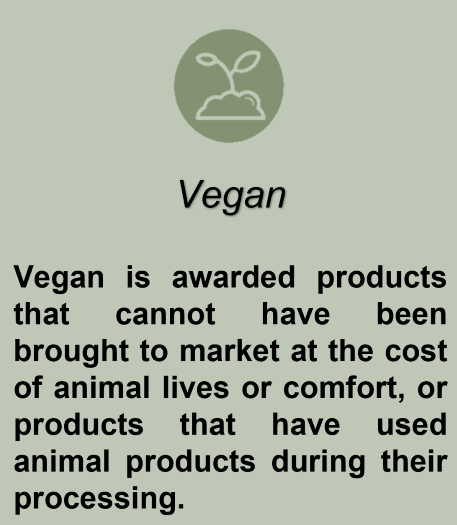 Vegan
Vegan is awarded products
that cannot have been
brought to market at the cost
of animal lives or comfort, or
products that have used
animal products during their
processing.